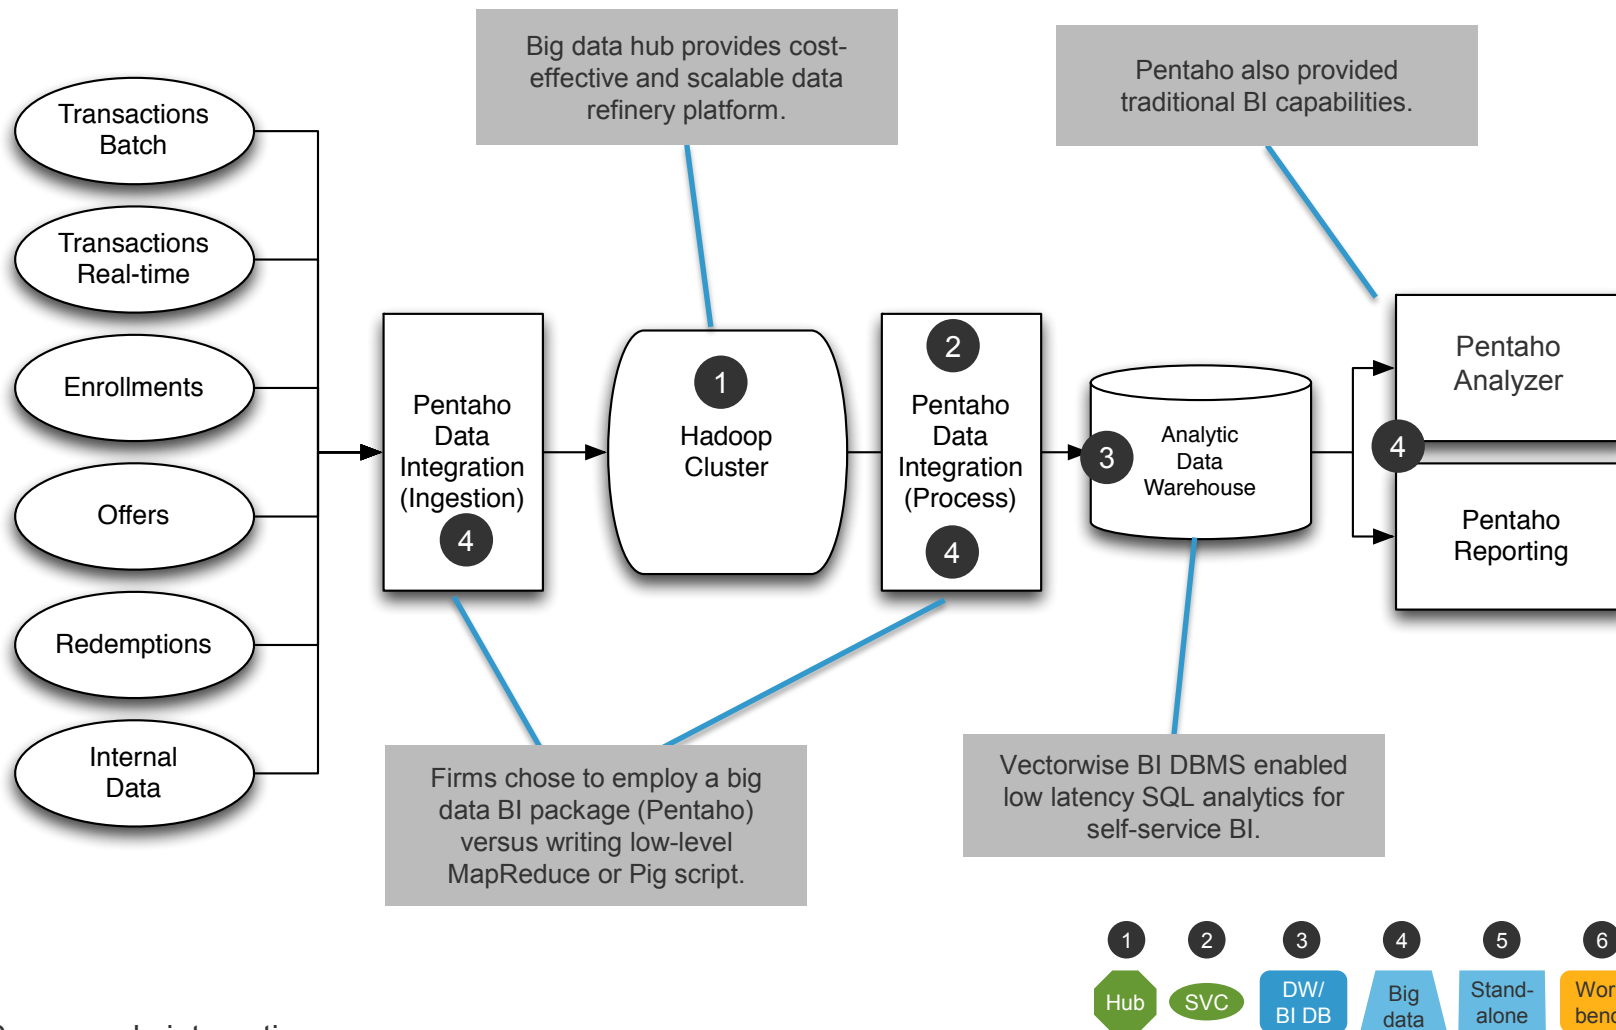 Big data hub provides cost-
effective and scalable data
refinery platform.
Pentaho also provided
traditional BI capabilities.
Transactions
Batch
Transactions
Real-time
Enrollments
Offers
Redemptions
Internal
Data
Pentaho
Data
Integration
(Ingestion)
4
1
Hadoop
Cluster
2
Pentaho
Data
Integration
(Process)
4
3
Analytic
Data
Warehouse
Pentaho
Analyzer
4
Pentaho
Reporting
Firms chose to employ a big
data BI package (Pentaho)
versus writing low-level
MapReduce or Pig script.
Vectorwise BI DBMS enabled
low latency SQL analytics for
self-service BI.
1 2 3 4 5 6
Hub
SVC
DW/
BI DB
Big
data
Stand-
alone